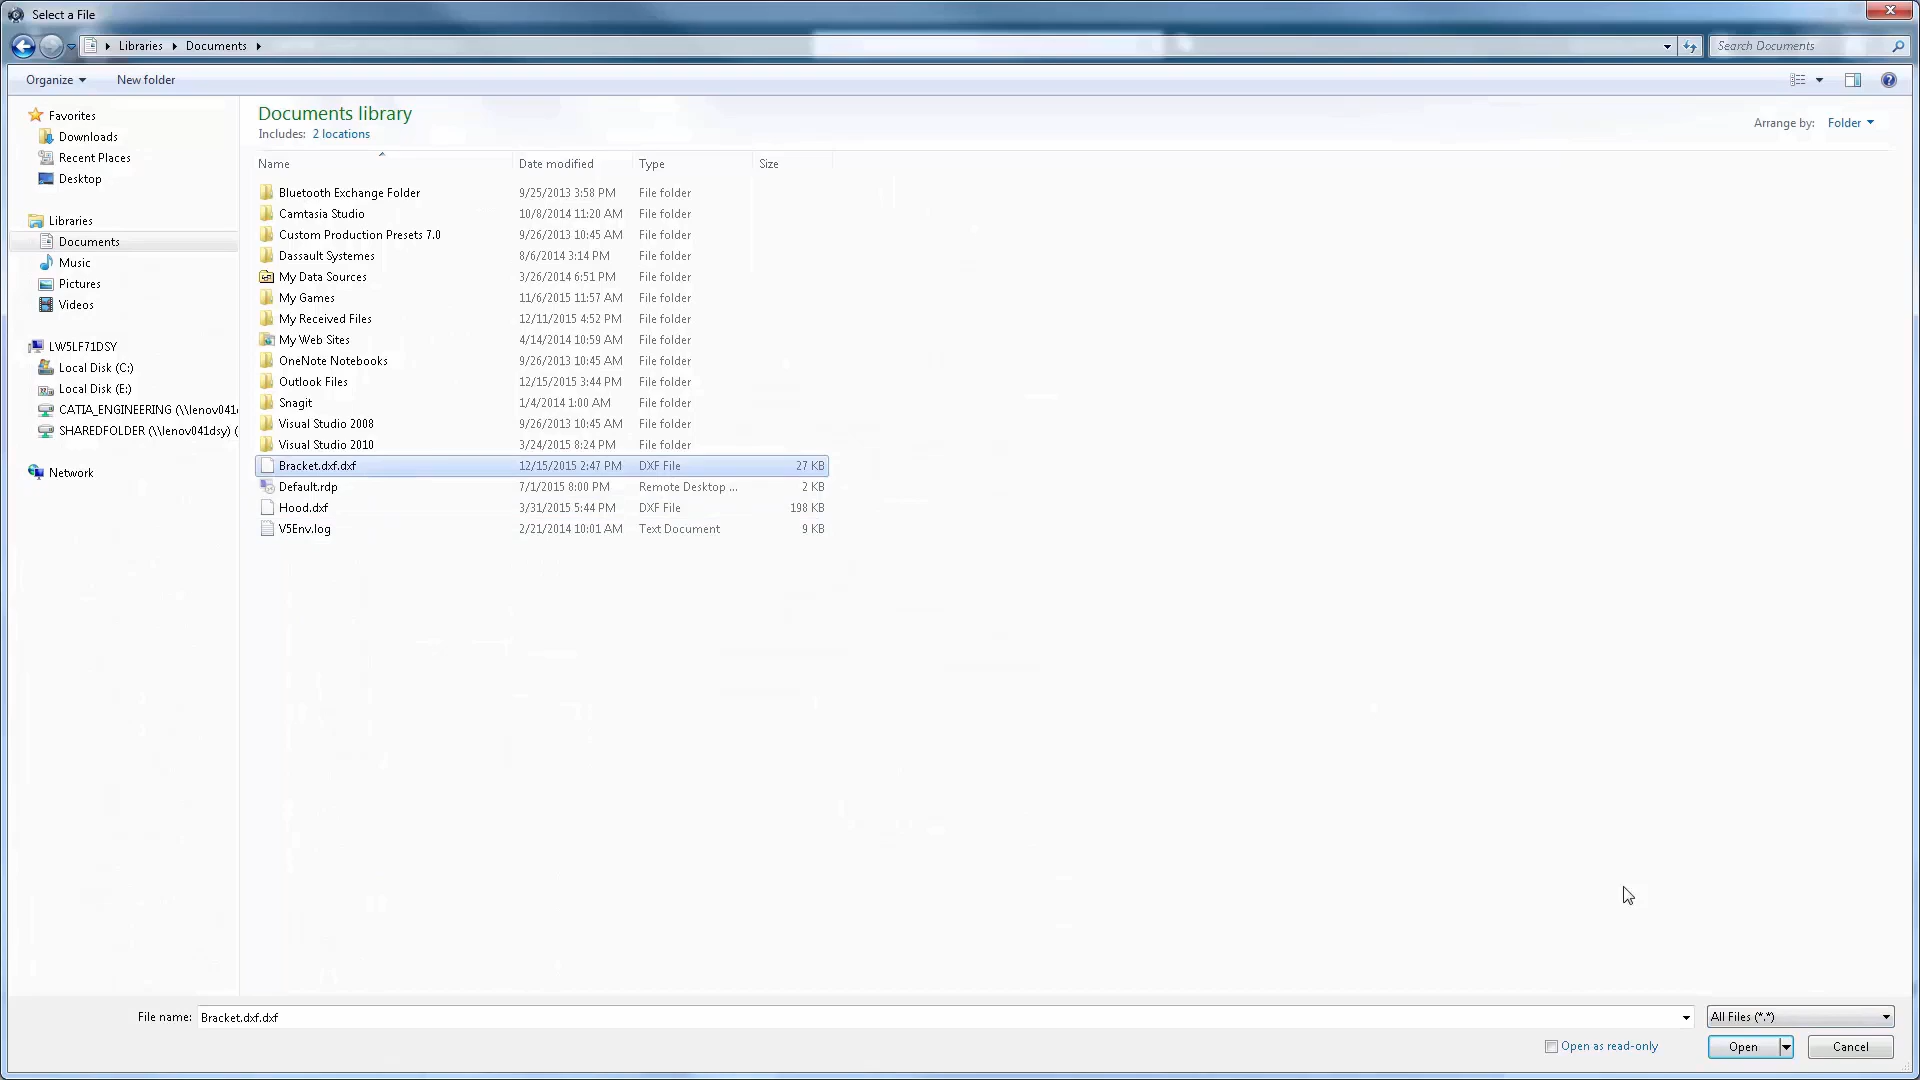 Select a File
Libraries Documents
Search Documents
Organize New folder
Favorites
Downloads
Recent Places
Desktop
Libraries
Documents
Music
Pictures
Videos
LW5LF71DSY
Local Disk (C:)
Local Disk (E:)
CATIA_ENGINEERING (\\lenov041
SHAREDFOLDER (\\lenov041dsy) (
Network
Documents library
Includes: 2 locations
Arrange by: Folder
Name Date modified Type Size
Bluetooth Exchange Folder 9/25/2013 3:58 PM File folder
Camtasia Studio 10/8/2014 11:20 AM File folder
Custom Production Presets 7.0 9/26/2013 10:45 AM File folder
Dassault Systemes 8/6/2014 3:14 PM File folder
My Data Sources 3/26/2014 6:51 PM File folder
My Games 11/6/2015 11:57 AM File folder
My Received Files 12/11/2015 4:52 PM File folder
My Web Sites 4/14/2014 10:59 AM File folder
OneNote Notebooks 9/26/2013 10:45 AM File folder
Outlook Files 12/15/2015 3:44 PM File folder
Snagit 1/4/2014 1:00 AM File folder
Visual Studio 2008 9/26/2013 10:45 AM File folder
Visual Studio 2010 3/24/2015 8:24 PM File folder
Bracket.dxf.dxf 12/15/2015 2:47 PM DXF File 27 KB
Default.rdp 7/1/2015 8:00 PM Remote Desktop ... 2 KB
Hood.dxf 3/31/2015 5:44 PM DXF File 198 KB
V5Env.log 2/21/2014 10:01 AM Text Document 9 KB
File name: Bracket.dxf.dxf All Files (*.*)
Open as read-only Open Cancel